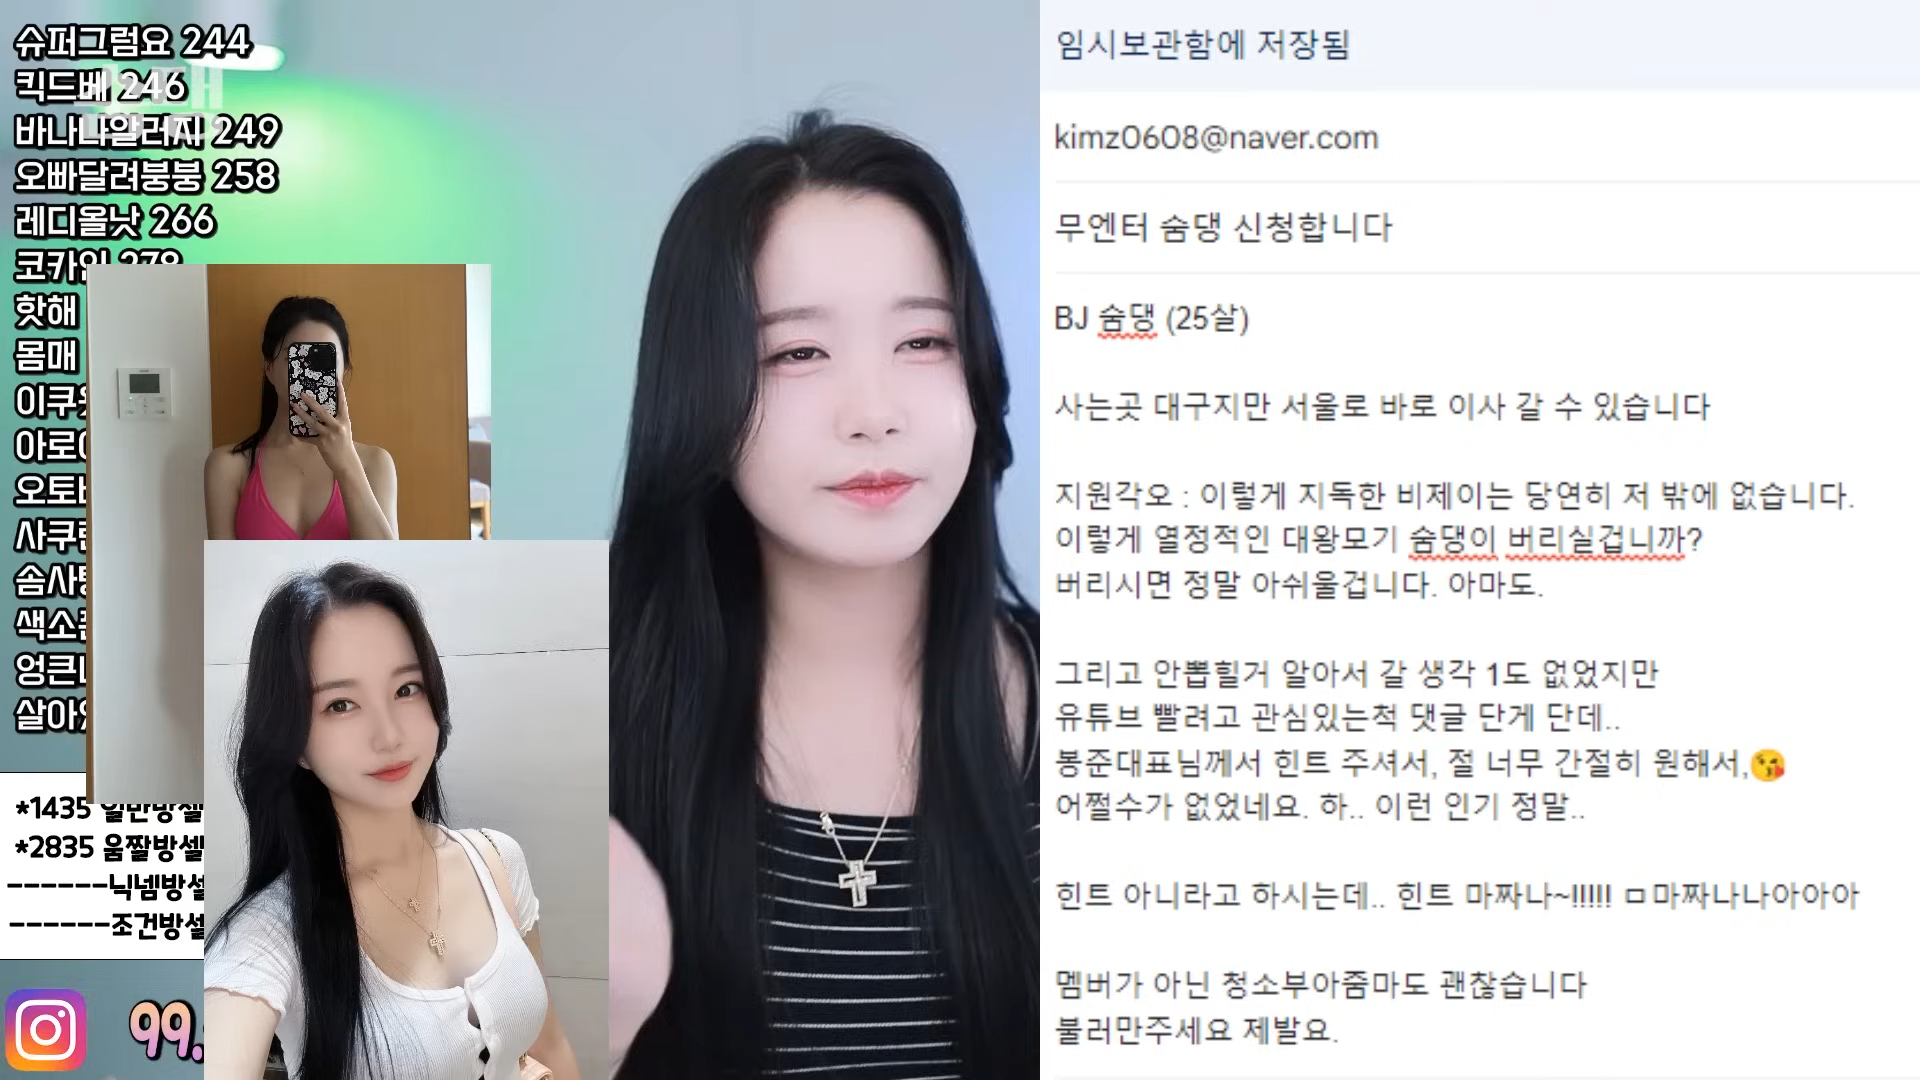 슈퍼그럼요 244
킥드베 246
바나나알러지 249
오빠달려붕붕 258
레디올낫 266
핫해
몸매
*1435 일반방셀
*2835 움짤방셀
------닉넴방셀
------조건방셀
99.
임시보관함에 저장됨
kimz0608@naver.com
무엔터 숨댕 신청합니다
BJ 숨댕 (25살)
사는곳 대구지만 서울로 바로 이사 갈 수 있습니다
지원각오 : 이렇게 지독한 비제이는 당연히 저 밖에 없습니다.
이렇게 열정적인 대왕모기 숨댕이 버리실겁니까?
버리시면 정말 아쉬울겁니다. 아마도.
그리고 안뽑힐거 알아서 갈 생각 1도 없었지만
유튜브 빨려고 관심있는척 댓글 단게 단데..
봉준대표님께서 힌트 주셔서, 절 너무 간절히 원해서,😘
어쩔수가 없었네요. 하.. 이런 인기 정말..
힌트 아니라고 하시는데.. 힌트 마짜나~!!!!! ㅁ마짜나나아아아
멤버가 아닌 청소부아줌마도 괜찮습니다
불러만주세요 제발요.